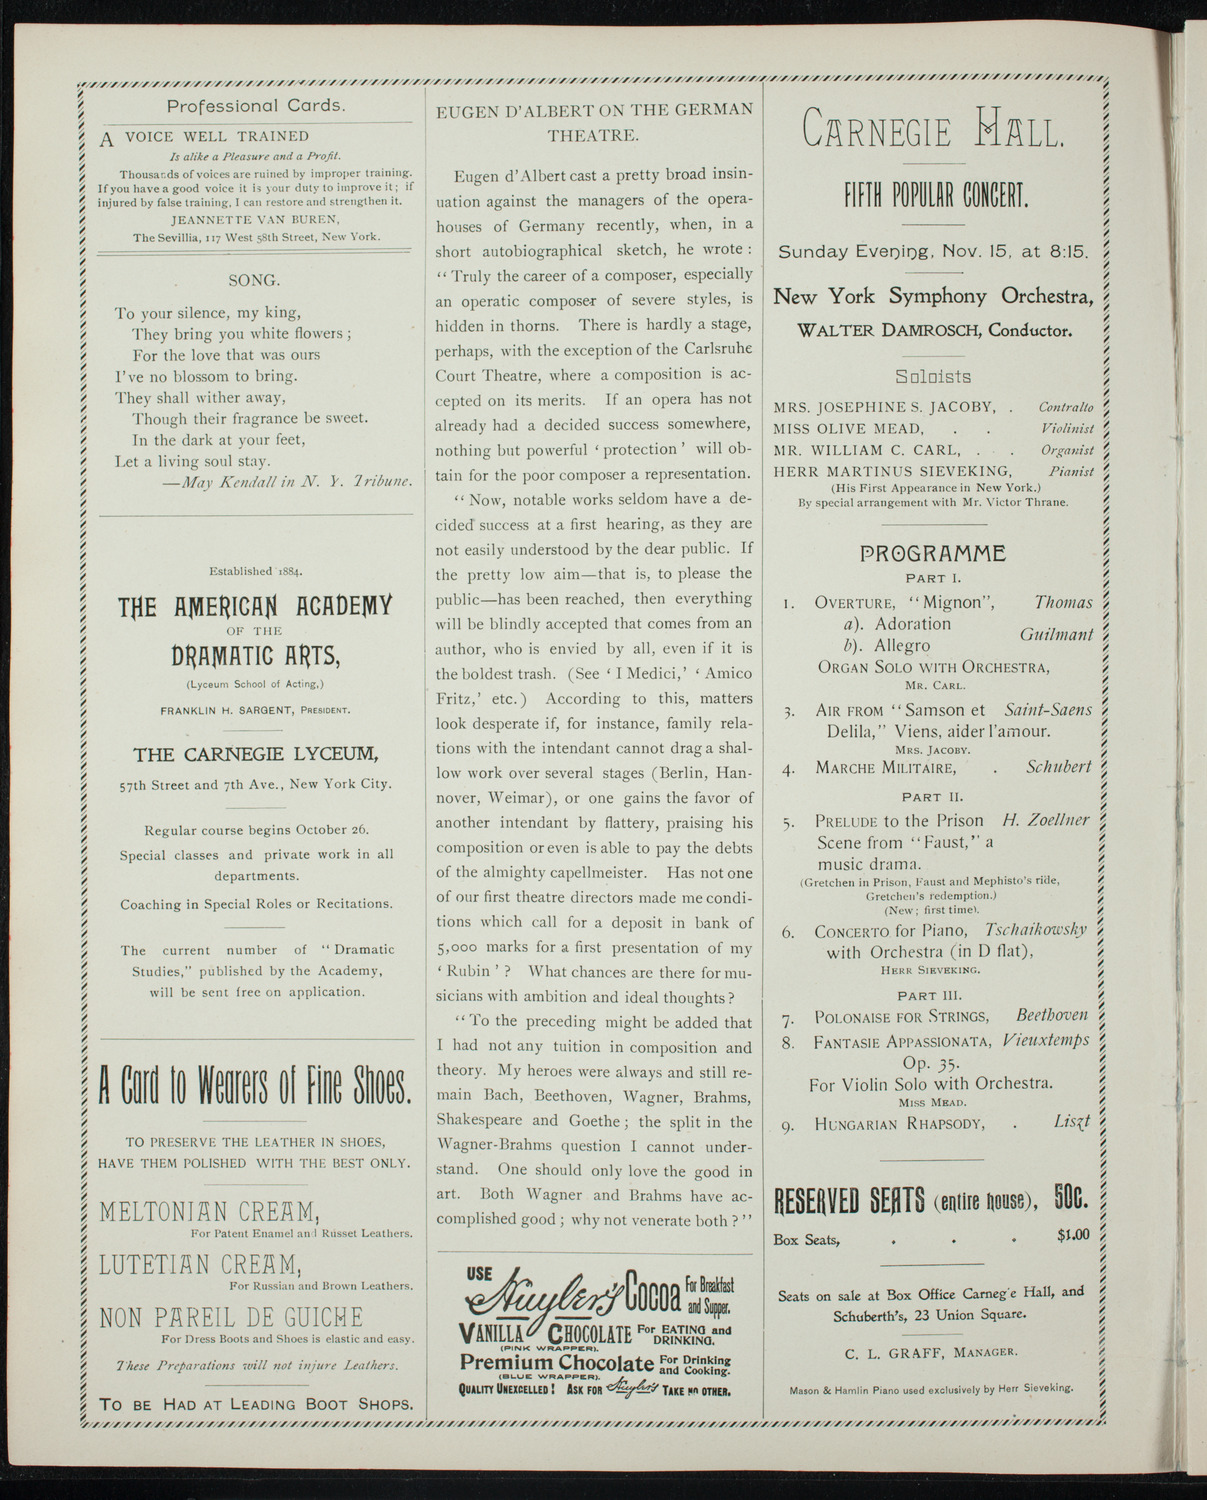 Professional Cards.
A VOICE WELL TRAINED
Is alike a Pleasure and a Profit.
Thousands of voices are ruined by improper training.
If you have a good voice it is your duty to improve it; if
injured by false training, I can restore and strengthen it.
JEANNETTE VAN BUREN,
The Sevillia, 117 West 58th Street, New York.
SONG.
To your silence, my king,
They bring you white flowers;
For the love that was ours
I've no blossom to bring.
They shall wither away,
Though their fragrance be sweet.
In the dark at your feet,
Let a living soul stay.
—May Kendall in N. Y. Tribune.
Established 1884.
THE AMERICAN ACADEMY
OF THE
DRAMATIC ARTS,
(Lyceum School of Acting,)
FRANKLIN H. SARGENT, PRESIDENT.
THE CARNEGIE LYCEUM,
57th Street and 7th Ave., New York City.
Regular course begins October 26.
Special classes and private work in all
departments.
Coaching in Special Roles or Recitations.
The current number of "Dramatic
Studies," published by the Academy,
will be sent free on application.
A Card to Wearers of Fine Shoes.
TO PRESERVE THE LEATHER IN SHOES,
HAVE THEM POLISHED WITH THE BEST ONLY.
MELTONIAN CREAM,
For Patent Enamel and Russet Leathers.
LUTETIAN CREAM,
For Russian and Brown Leathers.
NON PAREIL DE GUICHE
For Dress Boots and Shoes is elastic and easy.
These Preparations will not injure Leathers.
TO BE HAD AT LEADING BOOT SHOPS.
EUGEN D'ALBERT ON THE GERMAN
THEATRE.
Eugen d'Albert cast a pretty broad insin-
uation against the managers of the opera-
houses of Germany recently, when, in a
short autobiographical sketch, he wrote:
"Truly the career of a composer, especially
an operatic composer of severe styles, is
hidden in thorns. There is hardly a stage,
perhaps, with the exception of the Carlsruhe
Court Theatre, where a composition is ac-
cepted on its merits. If an opera has not
already had a decided success somewhere,
nothing but powerful 'protection' will ob-
tain for the poor composer a representation.
"Now, notable works seldom have a de-
cided success at a first hearing, as they are
not easily understood by the dear public. If
the pretty low aim—that is, to please the
public—has been reached, then everything
will be blindly accepted that comes from an
author, who is envied by all, even if it is
the boldest trash. (See 'I Medici,' 'Amico
Fritz,' etc.) According to this, matters
look desperate if, for instance, family rela-
tions with the intendant cannot drag a shal-
low work over several stages (Berlin, Han-
nover, Weimar), or one gains the favor of
another intendant by flattery, praising his
composition or even is able to pay the debts
of the almighty capellmeister. Has not one
of our first theatre directors made me condi-
tions which call for a deposit in bank of
5,000 marks for a first presentation of my
'Rubin'? What chances are there for mu-
sicians with ambition and ideal thoughts?
"To the preceding might be added that
I had not any tuition in composition and
theory. My heroes were always and still re-
main Bach, Beethoven, Wagner, Brahms,
Shakespeare and Goethe; the split in the
Wagner-Brahms question I cannot under-
stand. One should only love the good in
art. Both Wagner and Brahms have ac-
complished good; why not venerate both?"
USE Huyler's COCOA For Breakfast and Supper.
VANILLA CHOCOLATE For EATING and DRINKING.
(PINK WRAPPER).
Premium Chocolate For Drinking and Cooking.
(BLUE WRAPPER).
QUALITY UNEXCELLED! ASK FOR Huyler's TAKE NO OTHER.
CARNEGIE HALL.
FIFTH POPULAR CONCERT.
Sunday Evening, Nov. 15, at 8:15.
New York Symphony Orchestra,
WALTER DAMROSCH, Conductor.
Soloists
MRS. JOSEPHINE S. JACOBY, . Contralto
MISS OLIVE MEAD, . . Violinist
MR. WILLIAM C. CARL, . . Organist
HERR MARTINUS SIEVEKING, Pianist
(His First Appearance in New York.)
By special arrangement with Mr. Victor Thrane.
PROGRAMME
PART I.
1. OVERTURE, "Mignon", Thomas
a). Adoration
b). Allegro Guilmant
ORGAN SOLO WITH ORCHESTRA,
MR. CARL.
3. AIR FROM "Samson et Saint-Saens
Delila," Viens, aider l'amour.
MRS. JACOBY.
4. MARCHE MILITAIRE, . Schubert
PART II.
5. PRELUDE to the Prison H. Zoellner
Scene from "Faust," a
music drama.
(Gretchen in Prison, Faust and Mephisto's ride,
Gretchen's redemption.)
(New; first time).
6. CONCERTO for Piano, Tschaikowsky
with Orchestra (in D flat),
HERR SIEVEKING.
PART III.
7. POLONAISE FOR STRINGS, Beethoven
8. FANTASIE APPASSIONATA, Vieuxtemps
Op. 35.
For Violin Solo with Orchestra.
MISS MEAD.
9. HUNGARIAN RHAPSODY, . Liszt
RESERVED SEATS (entire house), 50c.
Box Seats, . . . $1.00
Seats on sale at Box Office Carneg e Hall, and
Schuberth's, 23 Union Square.
C. L. GRAFF, MANAGER.
Mason & Hamlin Piano used exclusively by Herr Sieveking.